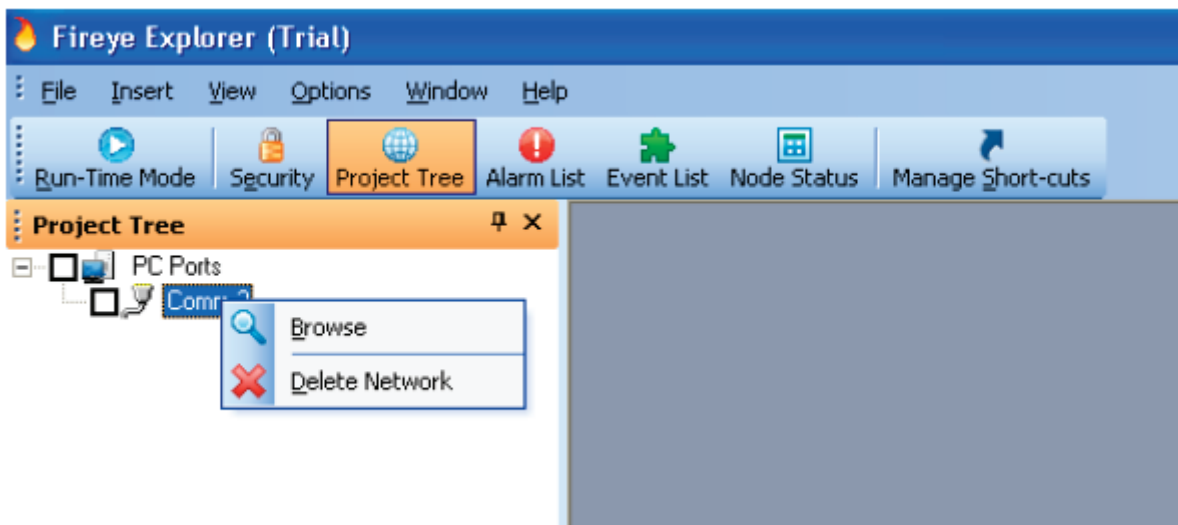 Fireye Explorer (Trial)
File Insert View Options Window Help
Run-Time Mode Security Project Tree Alarm List Event List Node Status Manage Short-cuts
Project Tree
PC Ports
Browse
Delete Network